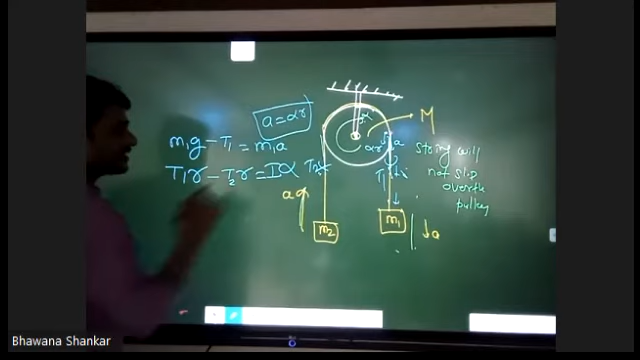 a = αr
m₁g - T₁ = m₁a
T₁r - T₂r = Iα
M
a
αr
T₁
String will
not slip
over the
pulley
a
m₂
m₁
a
Bhawana Shankar